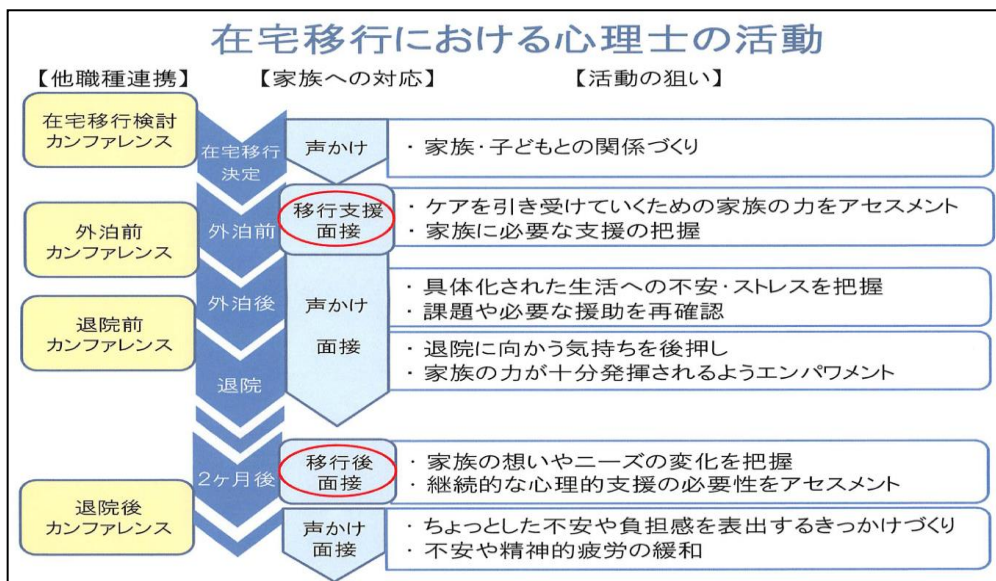 在宅移行における心理士の活動
【他職種連携】 【家族への対応】 【活動の狙い】
在宅移行検討
カンファレンス
在宅移行
決定
声かけ
・家族・子どもとの関係づくり
外泊前
カンファレンス
外泊前
移行支援
面接
・ケアを引き受けていくための家族の力をアセスメント
・家族に必要な支援の把握
退院前
カンファレンス
外泊後
声かけ
・具体化された生活への不安・ストレスを把握
・課題や必要な援助を再確認
退院
面接
・退院に向かう気持ちを後押し
・家族の力が十分発揮されるようエンパワメント
2ヶ月後
移行後
面接
・家族の想いやニーズの変化を把握
・継続的な心理的支援の必要性をアセスメント
退院後
カンファレンス
声かけ
面接
・ちょっとした不安や負担感を表出するきっかけづくり
・不安や精神的疲労の緩和